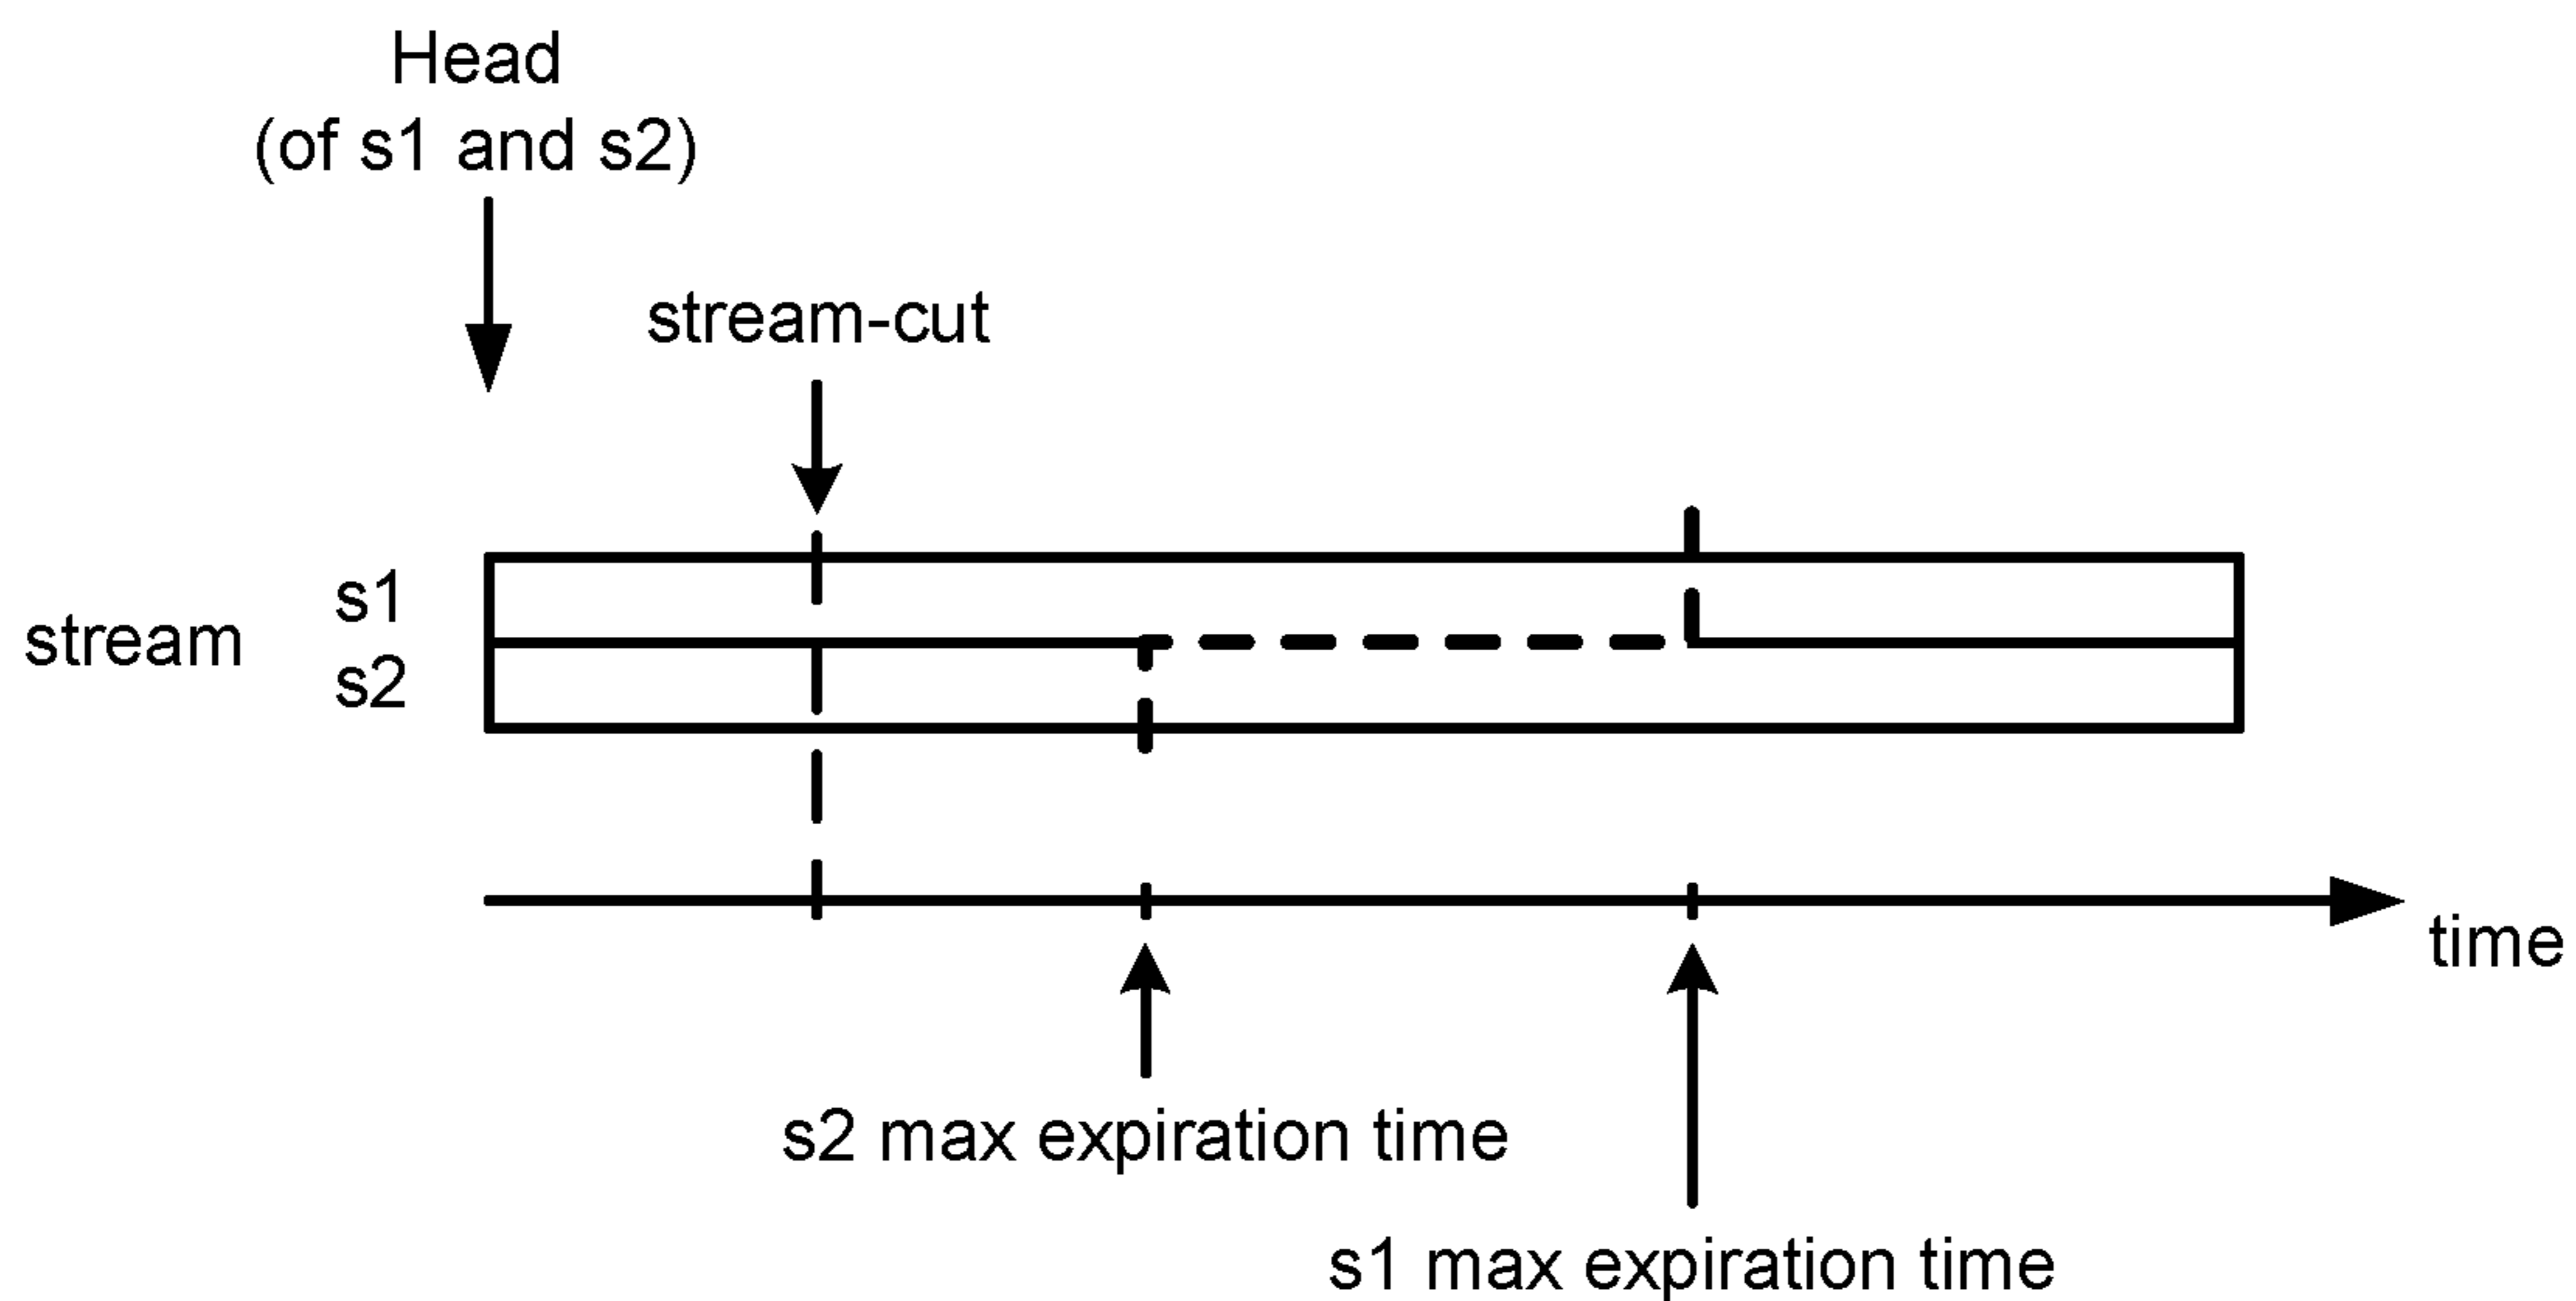 Head
(of s1 and s2)
stream-cut
s1
stream
s2
time
s2 max expiration time
s1 max expiration time